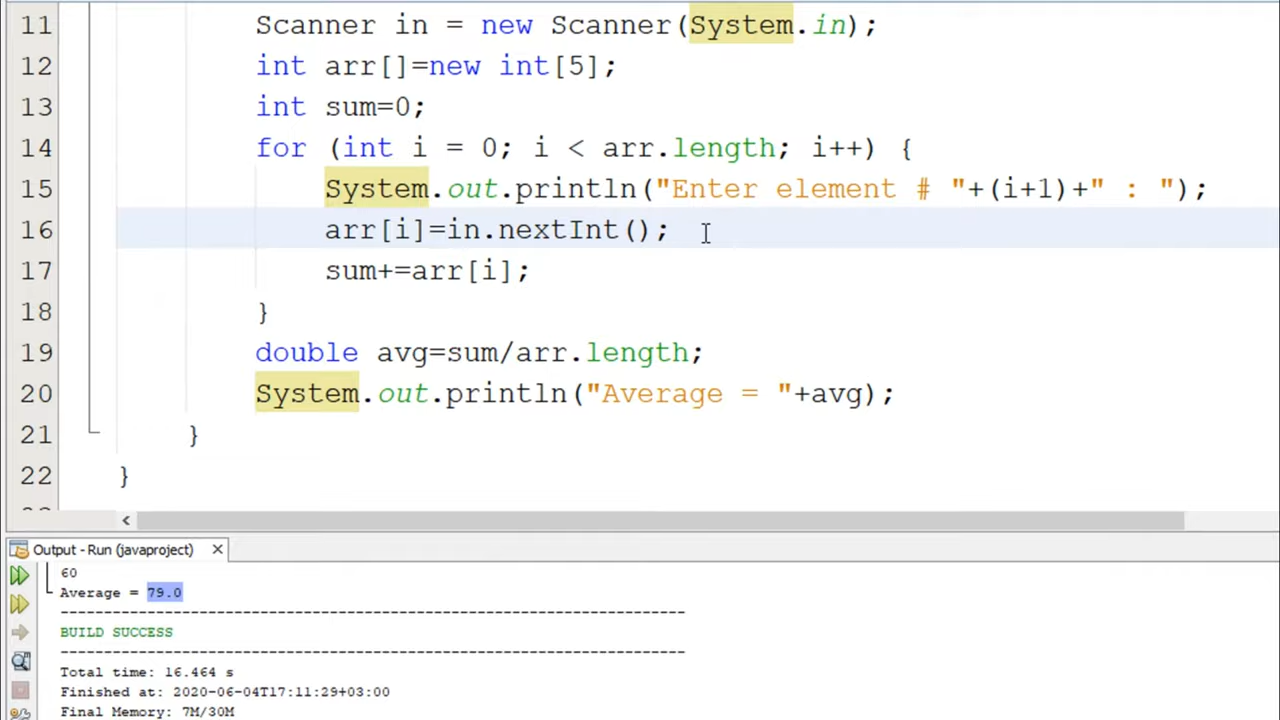 11 Scanner in = new Scanner(System.in);
12 int arr[]=new int[5];
13 int sum=0;
14 for (int i = 0; i < arr.length; i++) {
15 System.out.println("Enter element # "+(i+1)+" : ");
16 arr[i]=in.nextInt();
17 sum+=arr[i];
18 }
19 double avg=sum/arr.length;
20 System.out.println("Average = "+avg);
21 }
22 }
Output - Run (javaproject)
60
Average = 79.0
------------------------------------------------------------------------
BUILD SUCCESS
------------------------------------------------------------------------
Total time: 16.464 s
Finished at: 2020-06-04T17:11:29+03:00
Final Memory: 7M/30M